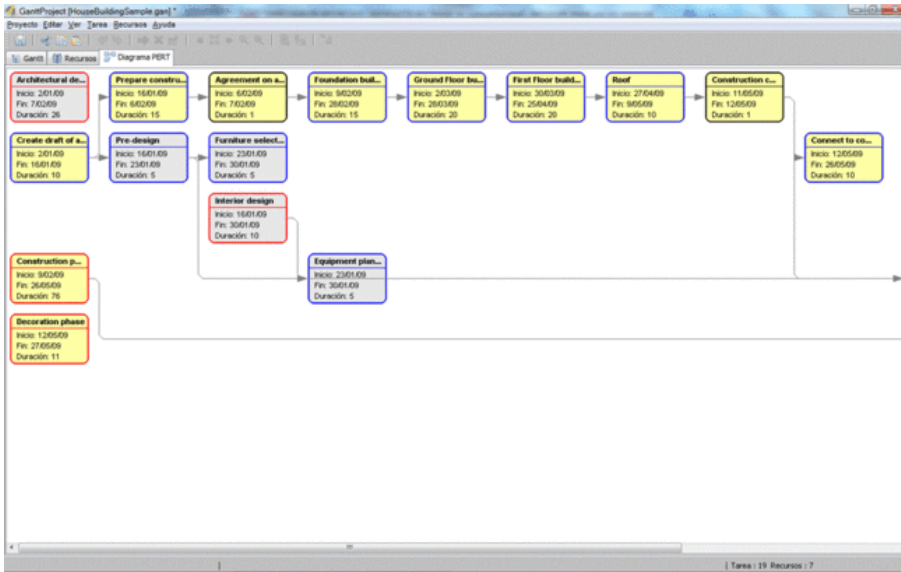 GanttProject [HouseBuildingSample.gan] *
Proyecto Editar Ver Tarea Recursos Ayuda
Gantt Recursos Diagrama PERT
Architectural de...
Inicio: 2/01/09
Fin: 7/02/09
Duración: 26
Prepare constru...
Inicio: 16/01/09
Fin: 6/02/09
Duración: 15
Agreement on a...
Inicio: 6/02/09
Fin: 7/02/09
Duración: 1
Foundation buil...
Inicio: 9/02/09
Fin: 28/02/09
Duración: 15
Ground Floor bu...
Inicio: 2/03/09
Fin: 28/03/09
Duración: 20
First Floor build...
Inicio: 30/03/09
Fin: 25/04/09
Duración: 20
Roof
Inicio: 27/04/09
Fin: 9/05/09
Duración: 10
Construction c...
Inicio: 11/05/09
Fin: 12/05/09
Duración: 1
Create draft of a...
Inicio: 2/01/09
Fin: 16/01/09
Duración: 10
Pre-design
Inicio: 16/01/09
Fin: 23/01/09
Duración: 5
Furniture select...
Inicio: 23/01/09
Fin: 30/01/09
Duración: 5
Connect to co...
Inicio: 12/05/09
Fin: 26/05/09
Duración: 10
Interior design
Inicio: 16/01/09
Fin: 30/01/09
Duración: 10
Construction p...
Inicio: 9/02/09
Fin: 26/05/09
Duración: 76
Equipment plan...
Inicio: 23/01/09
Fin: 30/01/09
Duración: 5
Decoration phase
Inicio: 12/05/09
Fin: 27/05/09
Duración: 11
Tarea : 19 Recursos : 7